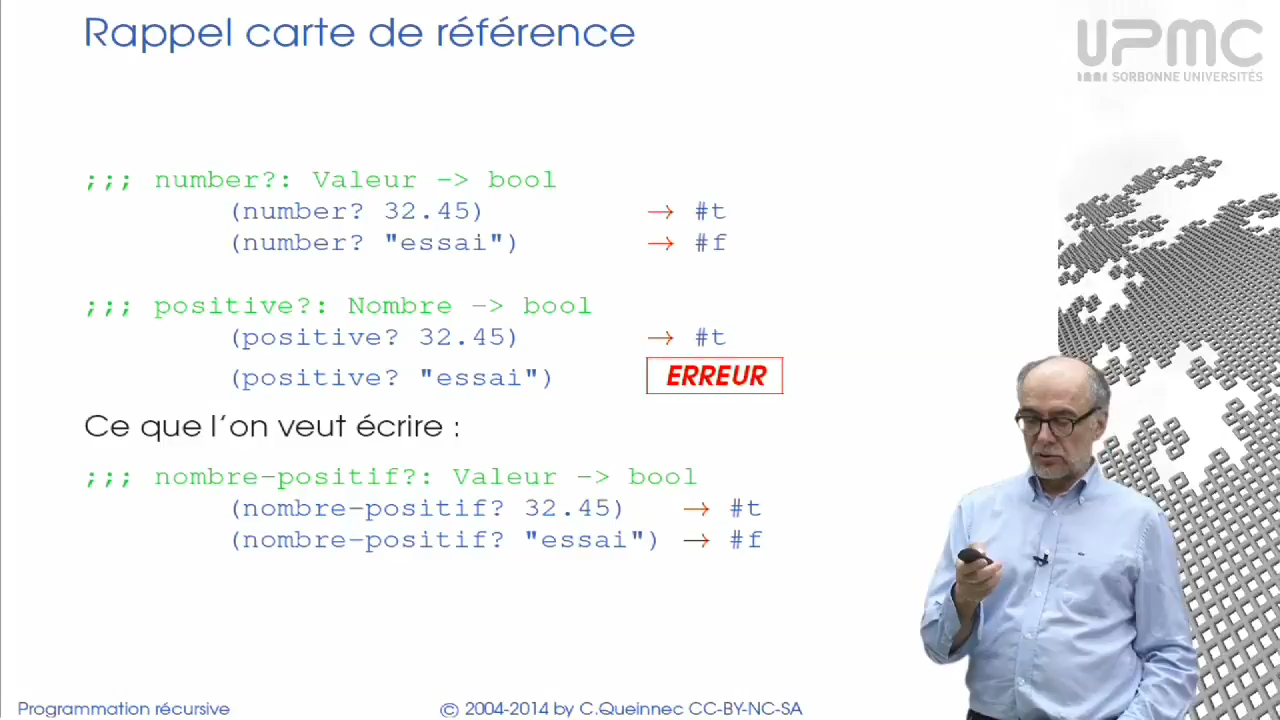 Rappel carte de référence
UPMC
SORBONNE UNIVERSITÉS
;;; number?: Valeur -> bool
(number? 32.45) → #t
(number? "essai") → #f
;;; positive?: Nombre -> bool
(positive? 32.45) → #t
(positive? "essai") ERREUR
Ce que l'on veut écrire :
;;; nombre-positif?: Valeur -> bool
(nombre-positif? 32.45) → #t
(nombre-positif? "essai") → #f
Programmation récursive © 2004-2014 by C.Queinnec CC-BY-NC-SA